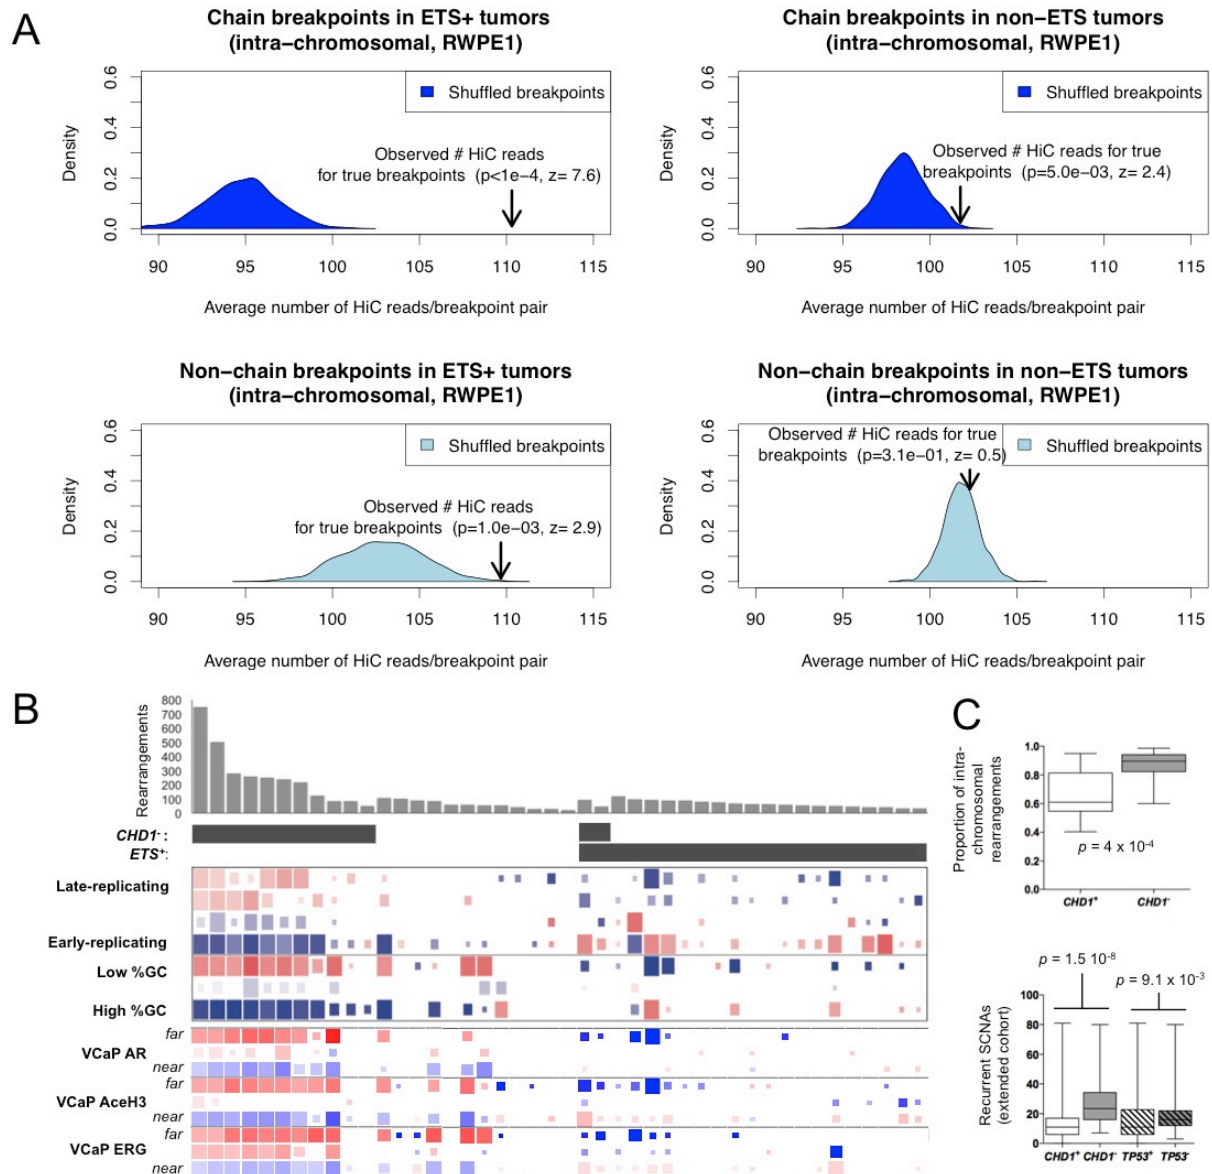 A
Chain breakpoints in ETS+ tumors
(intra−chromosomal, RWPE1)
0.6
0.4
0.2
0.0
Density
Shuffled breakpoints
Observed # HiC reads
for true breakpoints (p<1e−4, z= 7.6)
90 95 100 105 110 115
Average number of HiC reads/breakpoint pair
Chain breakpoints in non−ETS tumors
(intra−chromosomal, RWPE1)
0.6
0.4
0.2
0.0
Density
Shuffled breakpoints
Observed # HiC reads for true
breakpoints (p=5.0e−03, z= 2.4)
90 95 100 105 110 115
Average number of HiC reads/breakpoint pair
Non−chain breakpoints in ETS+ tumors
(intra−chromosomal, RWPE1)
0.6
0.4
0.2
0.0
Density
Shuffled breakpoints
Observed # HiC reads
for true breakpoints (p=1.0e−03, z= 2.9)
90 95 100 105 110 115
Average number of HiC reads/breakpoint pair
Non−chain breakpoints in non−ETS tumors
(intra−chromosomal, RWPE1)
0.6
0.4
0.2
0.0
Density
Shuffled breakpoints
Observed # HiC reads for true
breakpoints (p=3.1e−01, z= 0.5)
90 95 100 105 110 115
Average number of HiC reads/breakpoint pair
B
Rearrangements
800
700
600
500
400
300
200
100
0
CHD1⁻ :
ETS⁺:
Late-replicating
Early-replicating
Low %GC
High %GC
far
VCaP AR
near
far
VCaP AceH3
near
far
VCaP ERG
near
C
Proportion of intra-
chromosomal
rearrangements
1.0
0.8
0.6
0.4
0.2
0.0
p = 4 x 10⁻⁴
CHD1⁺ CHD1⁻
p = 1.5 10⁻⁸
p = 9.1 x 10⁻³
Recurrent SCNAs
(extended cohort)
100
80
60
40
20
0
CHD1⁺ CHD1⁻ TP53⁺ TP53⁻